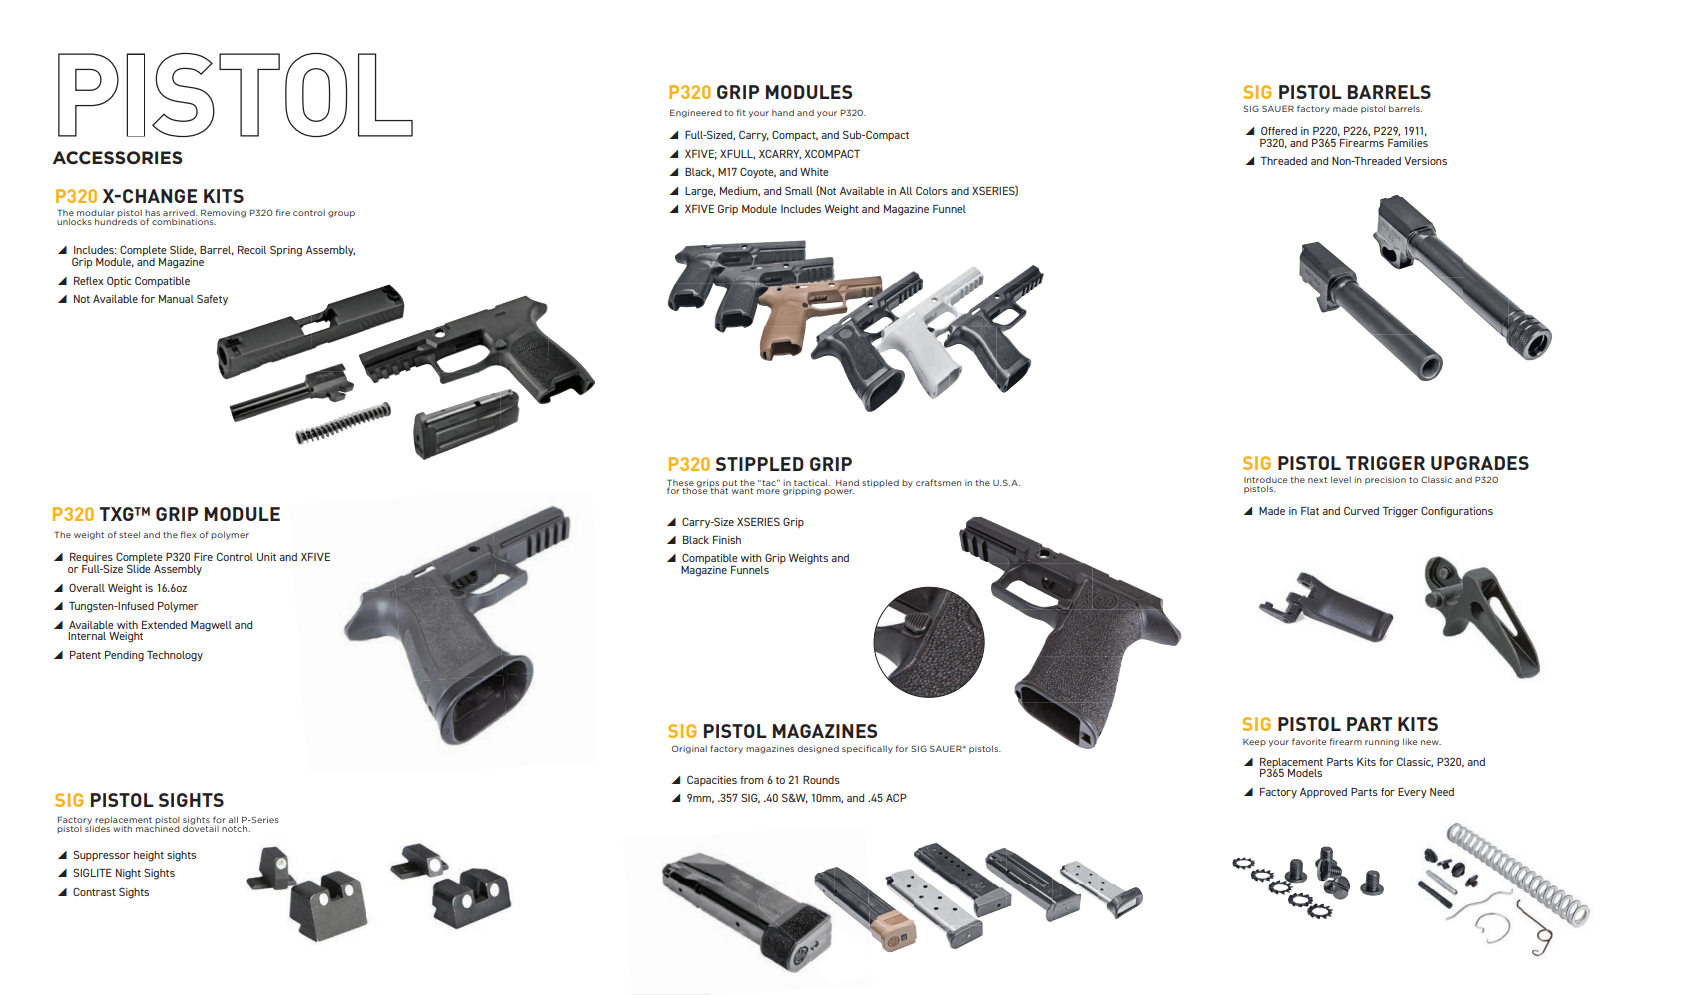 PISTOL
ACCESSORIES
P320 X-CHANGE KITS
The modular pistol has arrived. Removing P320 fire control group
unlocks hundreds of combinations.
Includes: Complete Slide, Barrel, Recoil Spring Assembly,
Grip Module, and Magazine
Reflex Optic Compatible
Not Available for Manual Safety
P320 TXG™ GRIP MODULE
The weight of steel and the flex of polymer
Requires Complete P320 Fire Control Unit and XFIVE
or Full-Size Slide Assembly
Overall Weight is 16.6oz
Tungsten-Infused Polymer
Available with Extended Magwell and
Internal Weight
Patent Pending Technology
SIG PISTOL SIGHTS
Factory replacement pistol sights for all P-Series
pistol slides with machined dovetail notch.
Suppressor height sights
SIGLITE Night Sights
Contrast Sights
P320 GRIP MODULES
Engineered to fit your hand and your P320.
Full-Sized, Carry, Compact, and Sub-Compact
XFIVE; XFULL, XCARRY, XCOMPACT
Black, M17 Coyote, and White
Large, Medium, and Small (Not Available in All Colors and XSERIES)
XFIVE Grip Module Includes Weight and Magazine Funnel
P320 STIPPLED GRIP
These grips put the “tac” in tactical. Hand stippled by craftsmen in the U.S.A.
for those that want more gripping power.
Carry-Size XSERIES Grip
Black Finish
Compatible with Grip Weights and
Magazine Funnels
SIG PISTOL MAGAZINES
Original factory magazines designed specifically for SIG SAUER® pistols.
Capacities from 6 to 21 Rounds
9mm, .357 SIG, .40 S&W, 10mm, and .45 ACP
SIG PISTOL BARRELS
SIG SAUER factory made pistol barrels.
Offered in P220, P226, P229, 1911,
P320, and P365 Firearms Families
Threaded and Non-Threaded Versions
SIG PISTOL TRIGGER UPGRADES
Introduce the next level in precision to Classic and P320
pistols.
Made in Flat and Curved Trigger Configurations
SIG PISTOL PART KITS
Keep your favorite firearm running like new.
Replacement Parts Kits for Classic, P320, and
P365 Models
Factory Approved Parts for Every Need